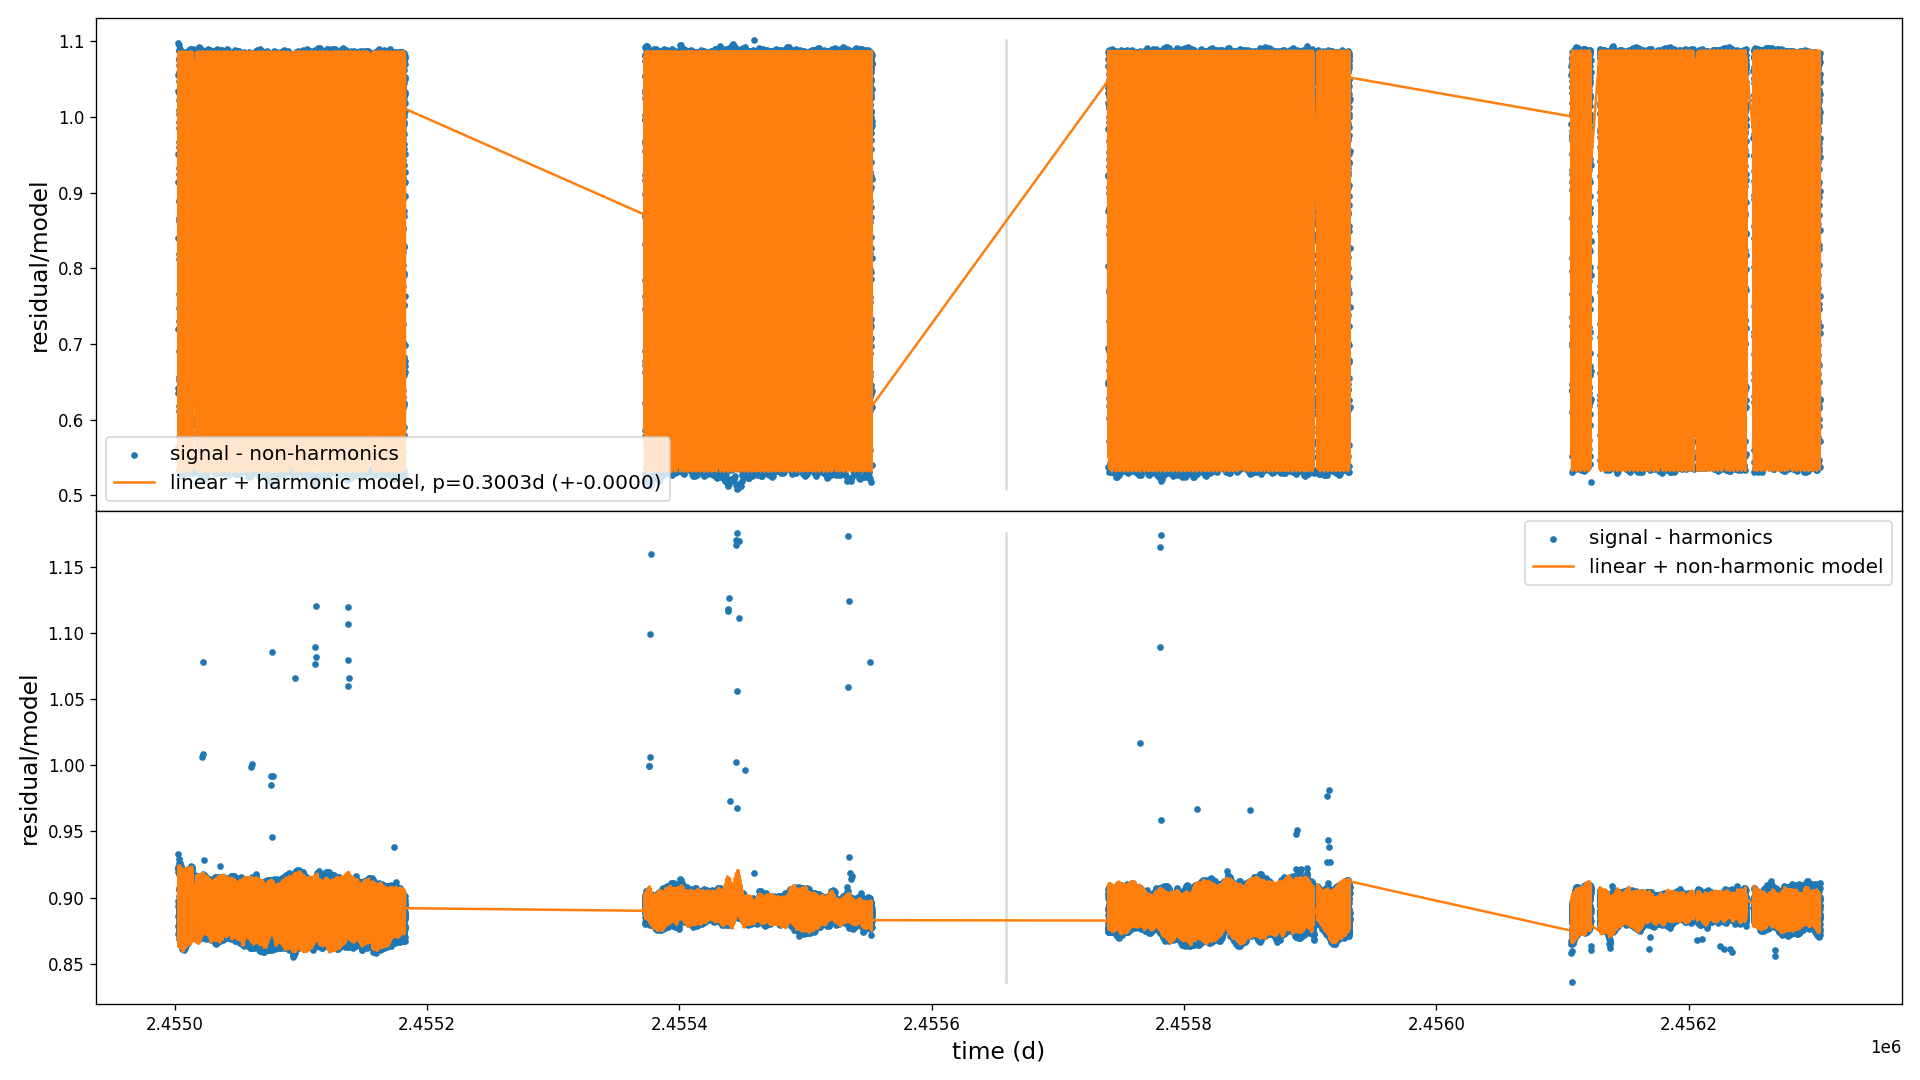 1.1
1.0
0.9
0.8
0.7
0.6
0.5
residual/model
signal - non-harmonics
linear + harmonic model, p=0.3003d (+-0.0000)
1.15
1.10
1.05
1.00
0.95
0.90
0.85
residual/model
signal - harmonics
linear + non-harmonic model
2.4550
2.4552
2.4554
2.4556
2.4558
2.4560
2.4562
1e6
time (d)